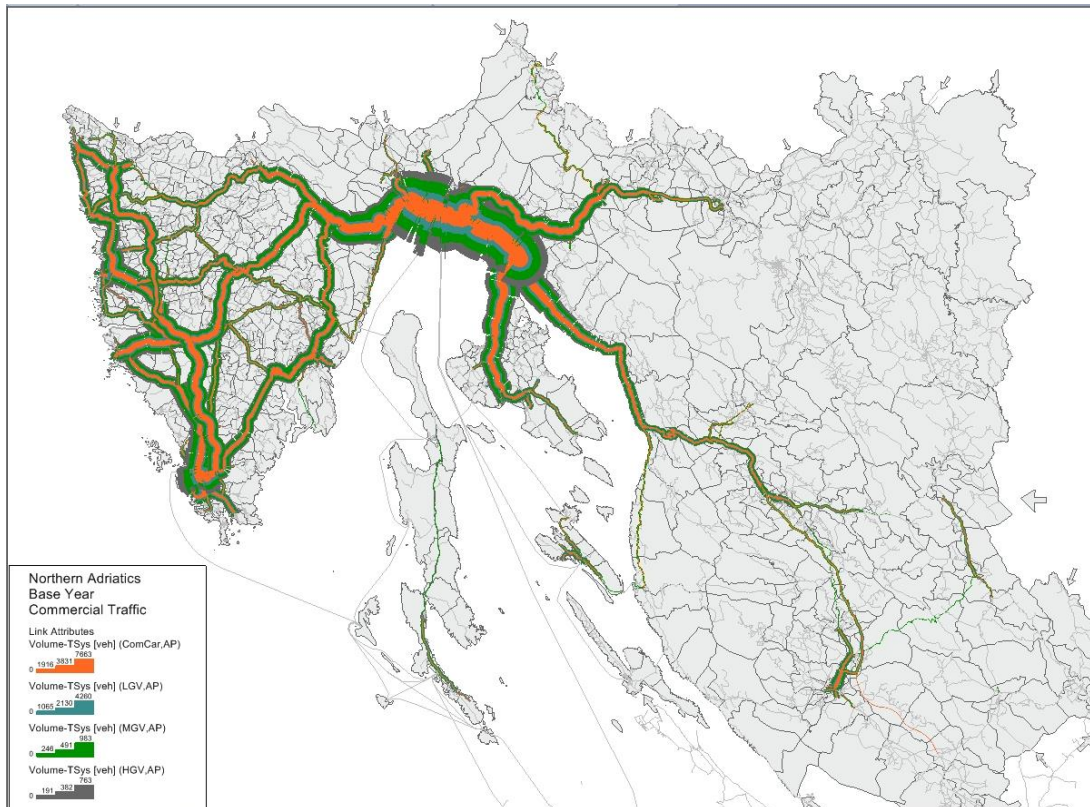 Northern Adriatics
Base Year
Commercial Traffic
Link Attributes
Volume-TSys [veh] (ComCar,AP)
0 1916 3831 7663
Volume-TSys [veh] (LGV,AP)
0 1065 2130 4260
Volume-TSys [veh] (MGV,AP)
0 246 491 983
Volume-TSys [veh] (HGV,AP)
0 191 382 763